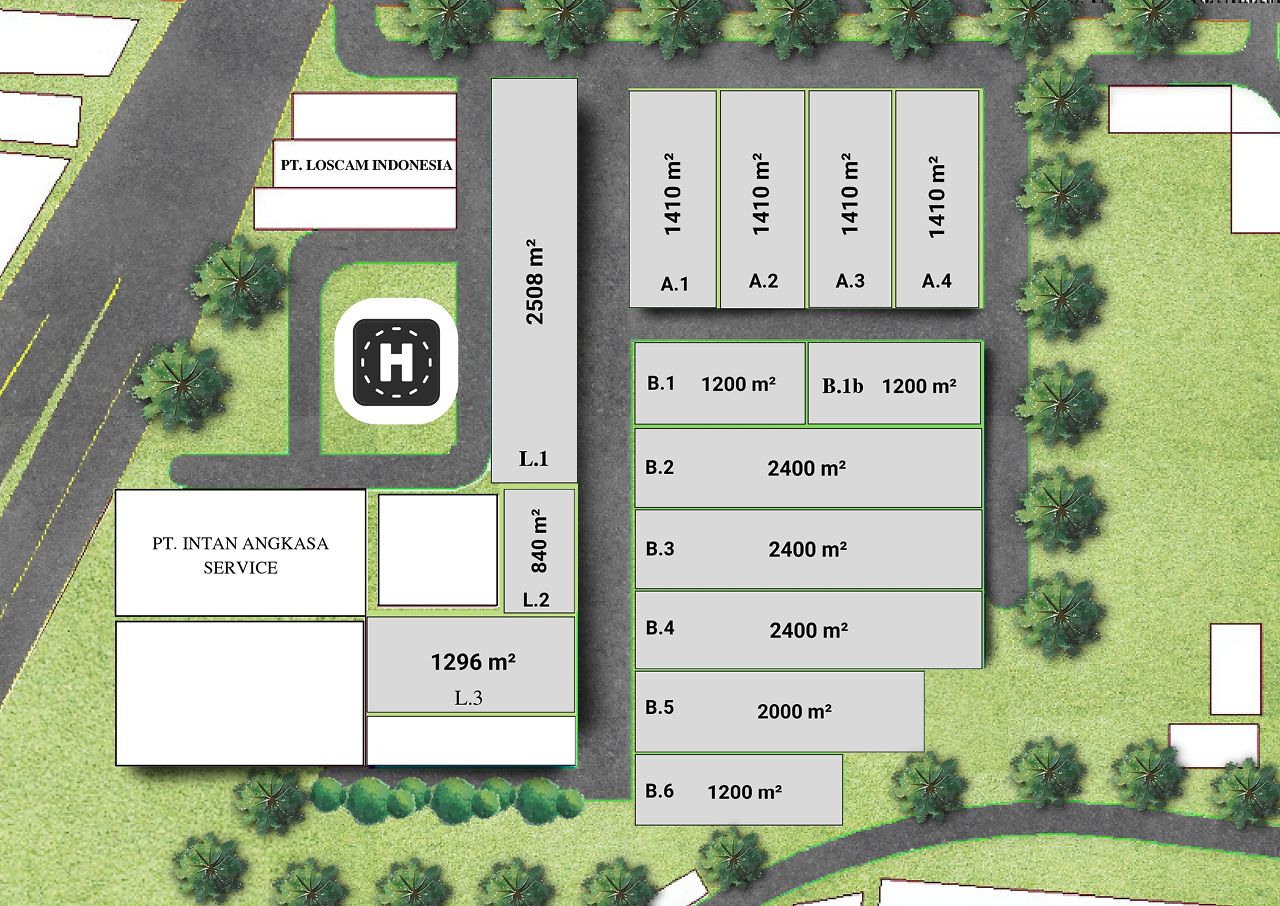 PT. LOSCAM INDONESIA
H
2508 m²
L.1
1410 m²
A.1
1410 m²
A.2
1410 m²
A.3
1410 m²
A.4
B.1 1200 m²
B.1b 1200 m²
B.2 2400 m²
B.3 2400 m²
B.4 2400 m²
B.5 2000 m²
B.6 1200 m²
PT. INTAN ANGKASA
SERVICE
840 m²
L.2
1296 m²
L.3